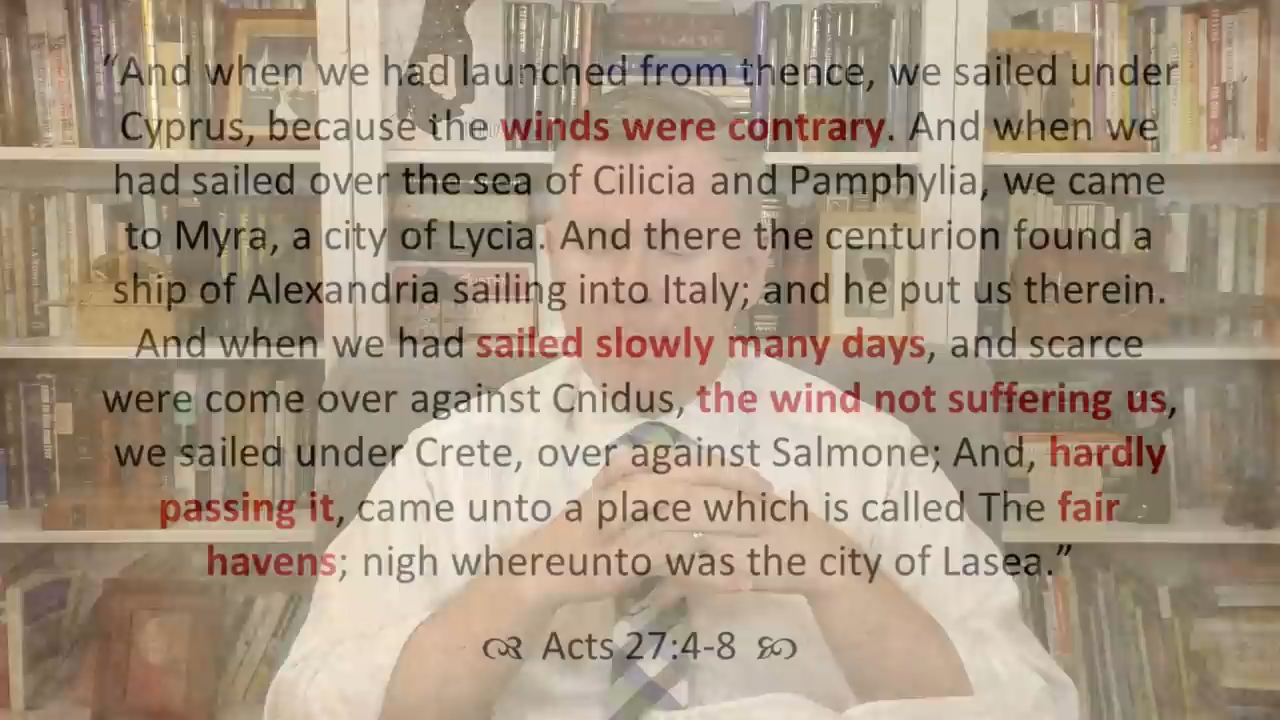 “And when we had launched from thence, we sailed under
Cyprus, because the winds were contrary. And when we
had sailed over the sea of Cilicia and Pamphylia, we came
to Myra, a city of Lycia. And there the centurion found a
ship of Alexandria sailing into Italy; and he put us therein.
And when we had sailed slowly many days, and scarce
were come over against Cnidus, the wind not suffering us,
we sailed under Crete, over against Salmone; And, hardly
passing it, came unto a place which is called The fair
havens; nigh whereunto was the city of Lasea.”
Acts 27:4-8